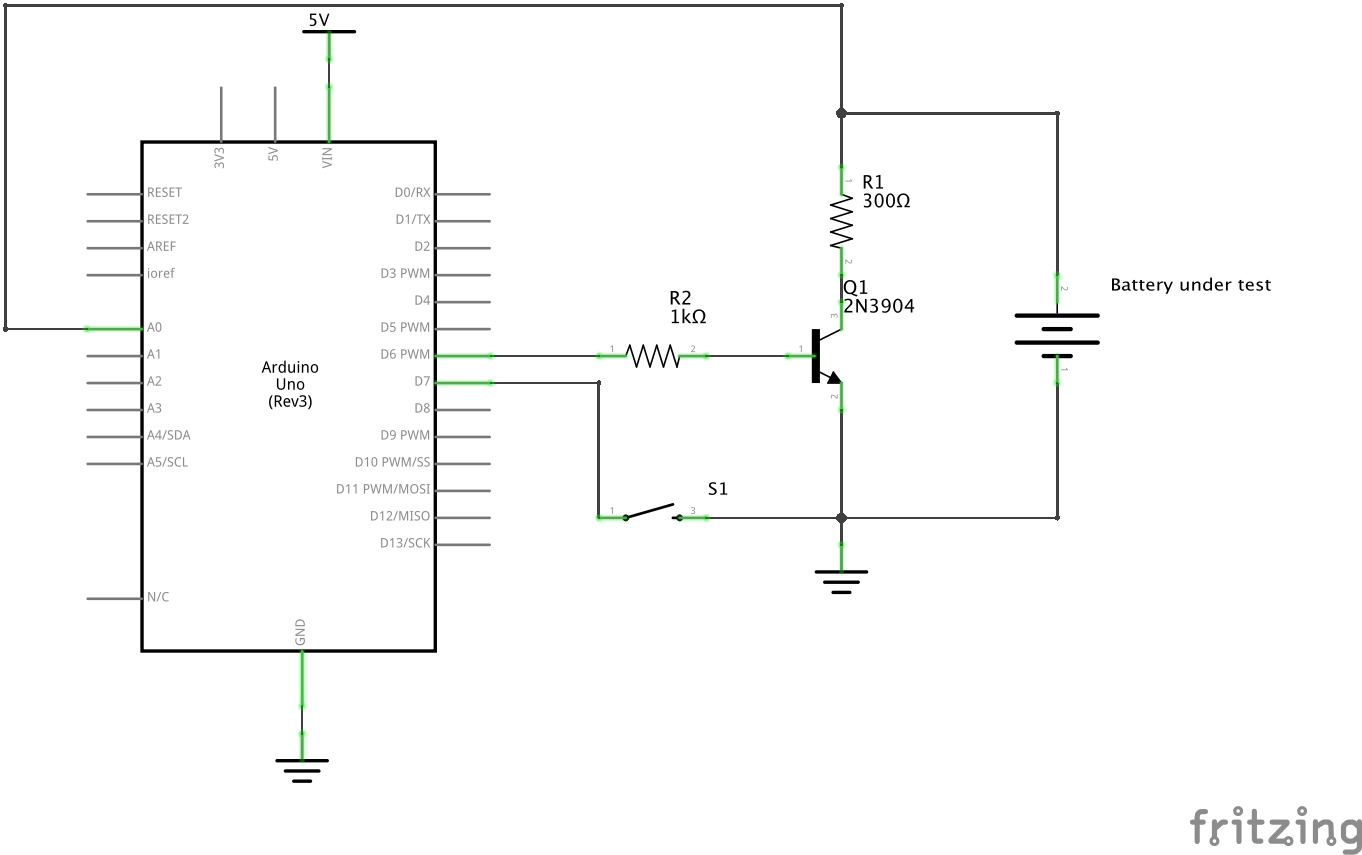 5V
3V3
5V
VIN
RESET
RESET2
AREF
ioref
A0
A1
A2
A3
A4/SDA
A5/SCL
N/C
Arduino
Uno
(Rev3)
D0/RX
D1/TX
D2
D3 PWM
D4
D5 PWM
D6 PWM
D7
D8
D9 PWM
D10 PWM/SS
D11 PWM/MOSI
D12/MISO
D13/SCK
GND
R2
1kΩ
1
2
1
R1
300Ω
1
2
Q1
2N3904
3
2
S1
1
3
Battery under test
2
1
fritzing